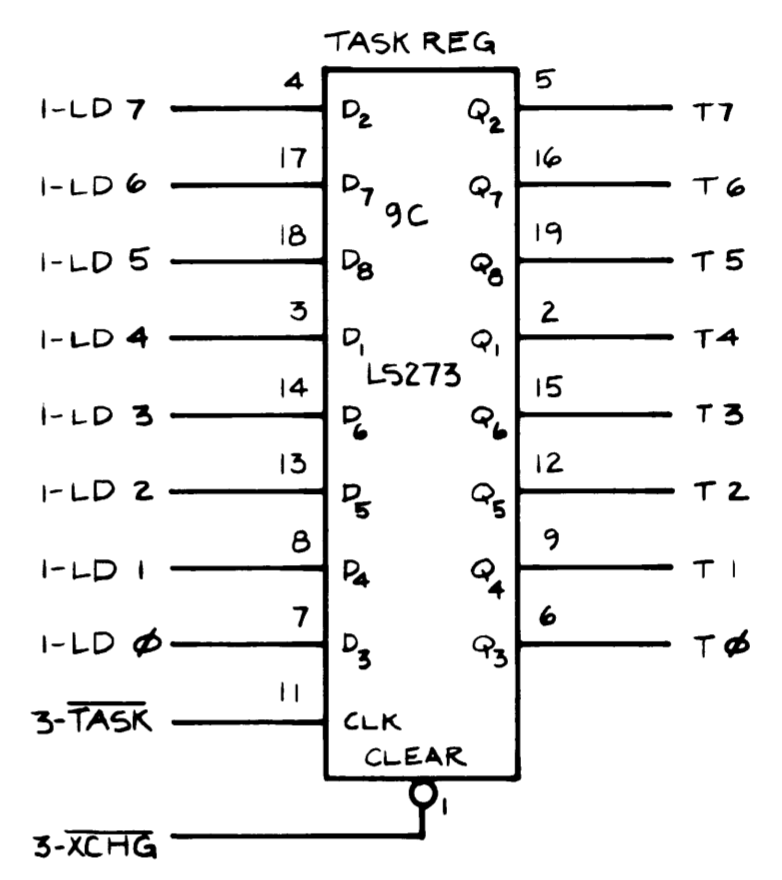 TASK REG
4 5
1-LD 7 D2 Q2 T7
17 16
1-LD 6 D7 Q7 T6
9C
18 19
1-LD 5 D8 Q8 T5
3 2
1-LD 4 D1 Q1 T4
LS273
14 15
1-LD 3 D6 Q6 T3
13 12
1-LD 2 D5 Q5 T2
8 9
1-LD 1 D4 Q4 T1
7 6
1-LD Ø D3 Q3 TØ
11
3-T̅A̅S̅K̅ CLK
CLEAR
1
3-X̅C̅H̅G̅